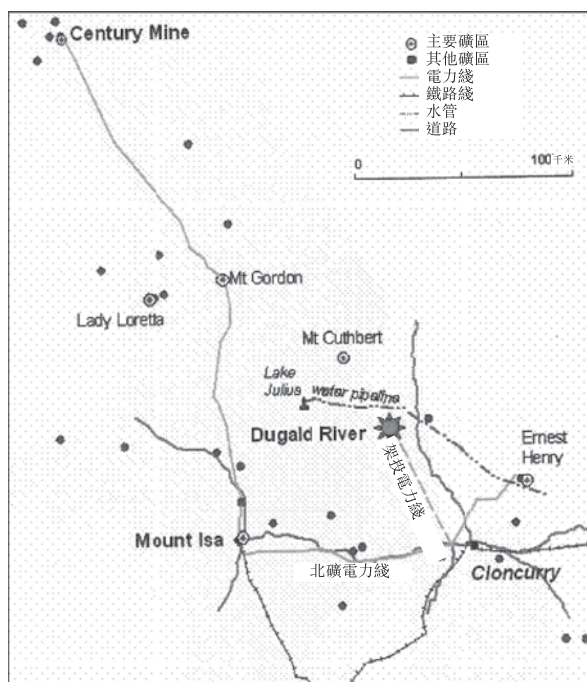 Century Mine
主要礦區
其他礦區
電力綫
鐵路綫
水管
道路
0
100千米
Mt Gordon
Lady Loretta
Mt Cuthbert
Lake
Julius
water pipeline
Dugald River
Ernest
Henry
架投電力綫
Mount Isa
北礦電力綫
Cloncurry